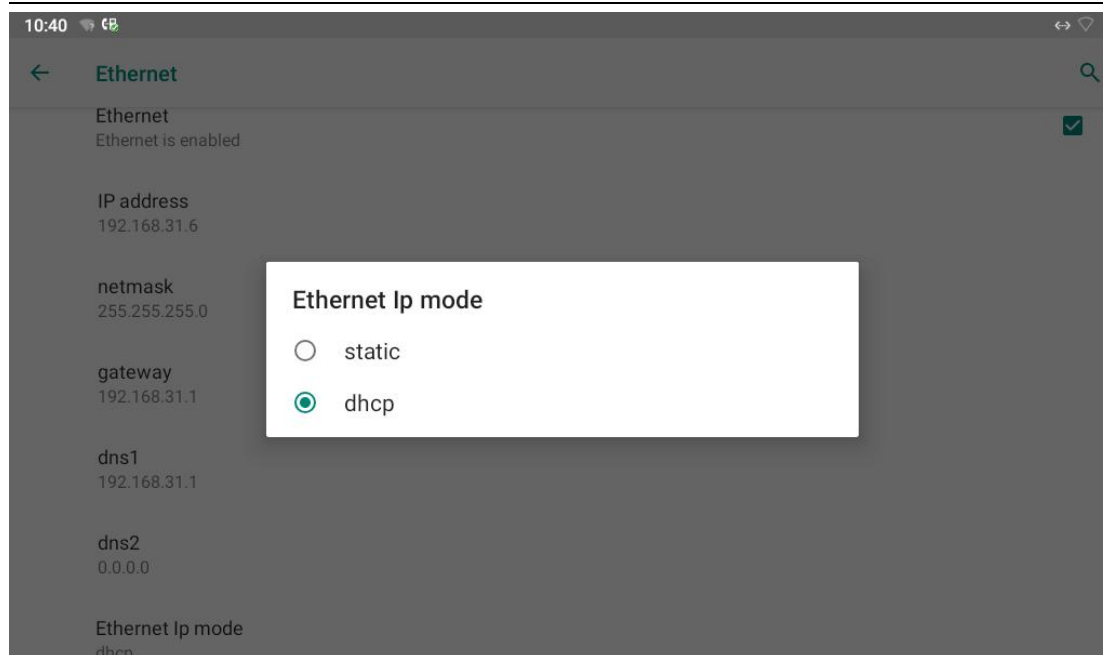 10:40
Ethernet
Ethernet
Ethernet is enabled
IP address
192.168.31.6
netmask
255.255.255.0
Ethernet Ip mode
static
gateway
192.168.31.1
dhcp
dns1
192.168.31.1
dns2
0.0.0.0
Ethernet Ip mode
dhcp